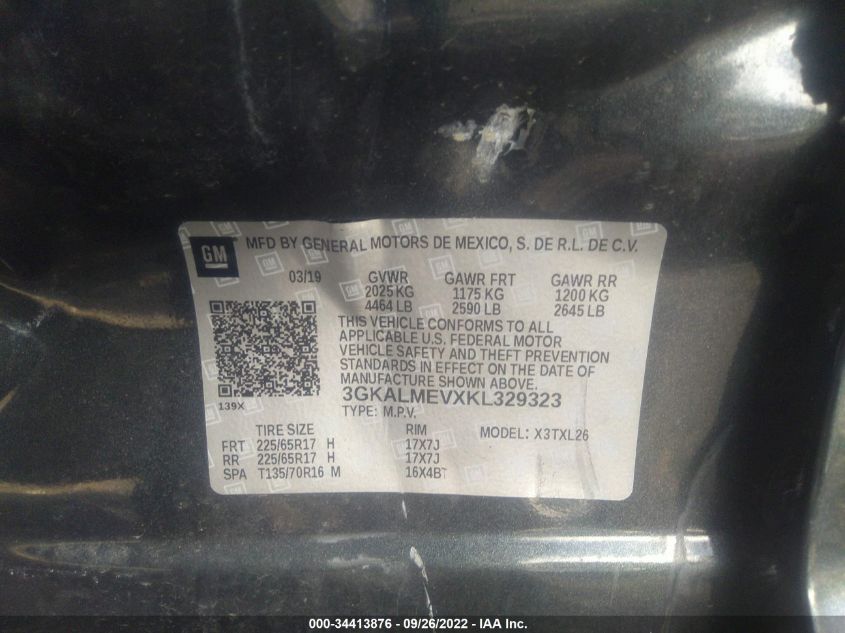 GM MFD BY GENERAL MOTORS DE MEXICO, S. DE R.L. DE C.V.
03/19 GVWR GAWR FRT GAWR RR
2025 KG 1175 KG 1200 KG
4464 LB 2590 LB 2645 LB
THIS VEHICLE CONFORMS TO ALL
APPLICABLE U.S. FEDERAL MOTOR
VEHICLE SAFETY AND THEFT PREVENTION
STANDARDS IN EFFECT ON THE DATE OF
MANUFACTURE SHOWN ABOVE.
139X 3GKALMEVXKL329323
TYPE: M.P.V.
TIRE SIZE RIM MODEL: X3TXL26
FRT 225/65R17 H 17X7J
RR 225/65R17 H 17X7J
SPA T135/70R16 M 16X4BT
000-34413876 - 09/26/2022 - IAA Inc.